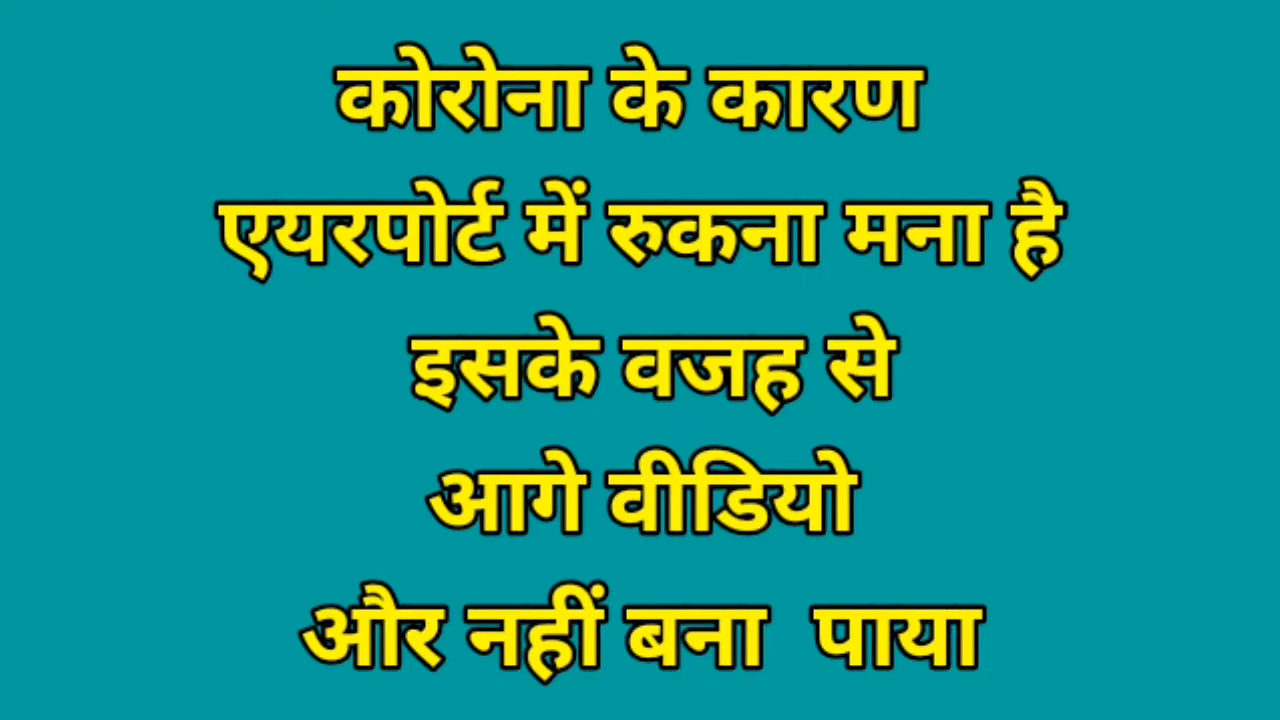 कोरोना के कारण
एयरपोर्ट में रुकना मना है
इसके वजह से
आगे वीडियो
और नहीं बना पाया